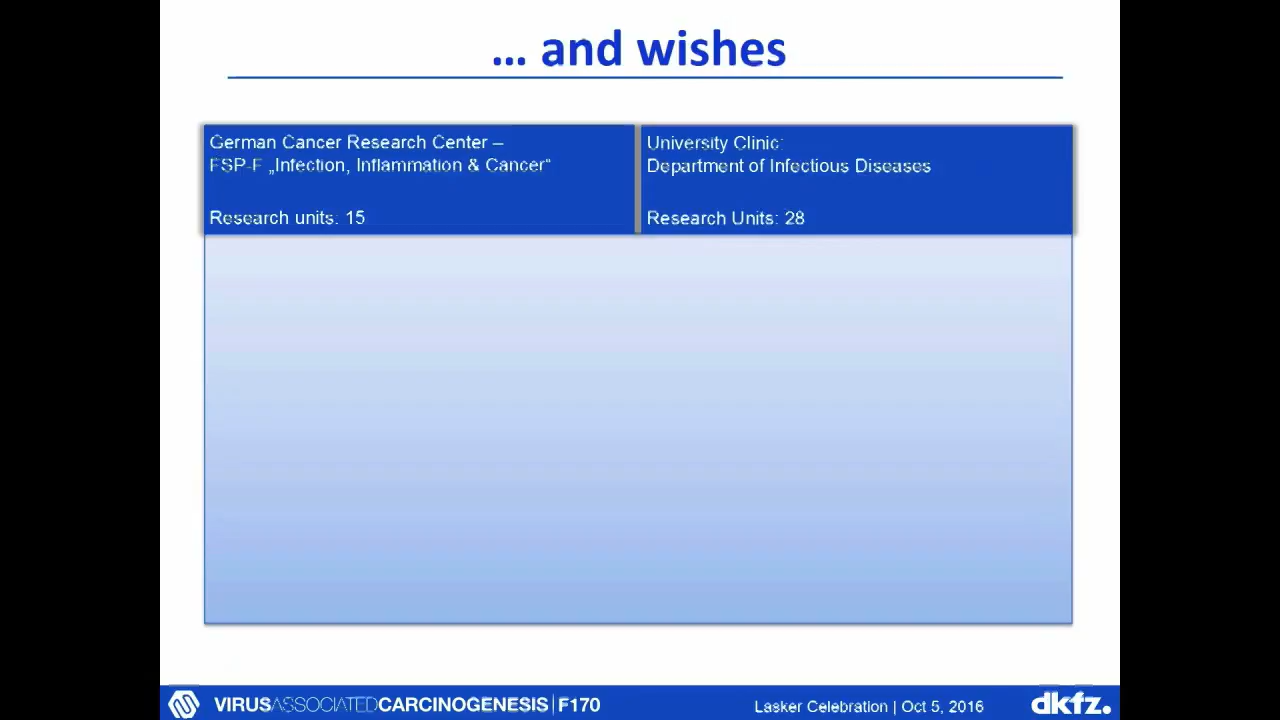 ... and wishes
German Cancer Research Center –
FSP-F „Infection, Inflammation & Cancer“
Research units: 15
University Clinic:
Department of Infectious Diseases
Research Units: 28
VIRUSASSOCIATEDCARCINOGENESIS|F170
Lasker Celebration | Oct 5, 2016
dkfz.